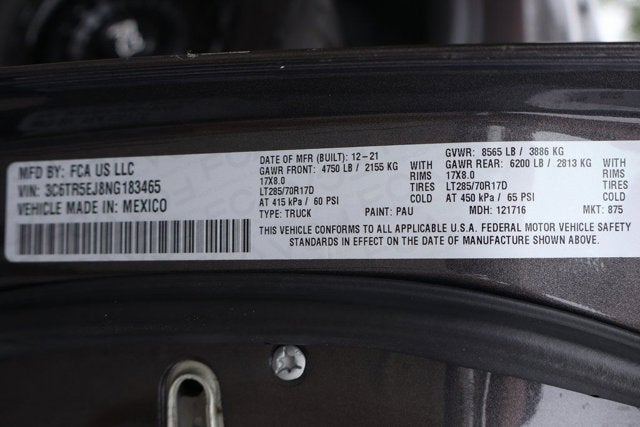 MFD BY: FCA US LLC
VIN: 3C6TR5EJ8NG183465
VEHICLE MADE IN: MEXICO
DATE OF MFR (BUILT): 12-21 GVWR: 8565 LB / 3886 KG
GAWR FRONT: 4750 LB / 2155 KG WITH GAWR REAR: 6200 LB / 2813 KG WITH
17X8.0 RIMS 17X8.0 RIMS
LT285/70R17D TIRES LT285/70R17D TIRES
AT 415 kPa / 60 PSI COLD AT 450 kPa / 65 PSI COLD
TYPE: TRUCK PAINT: PAU MDH: 121716 MKT: 875
THIS VEHICLE CONFORMS TO ALL APPLICABLE U.S.A. FEDERAL MOTOR VEHICLE SAFETY
STANDARDS IN EFFECT ON THE DATE OF MANUFACTURE SHOWN ABOVE.